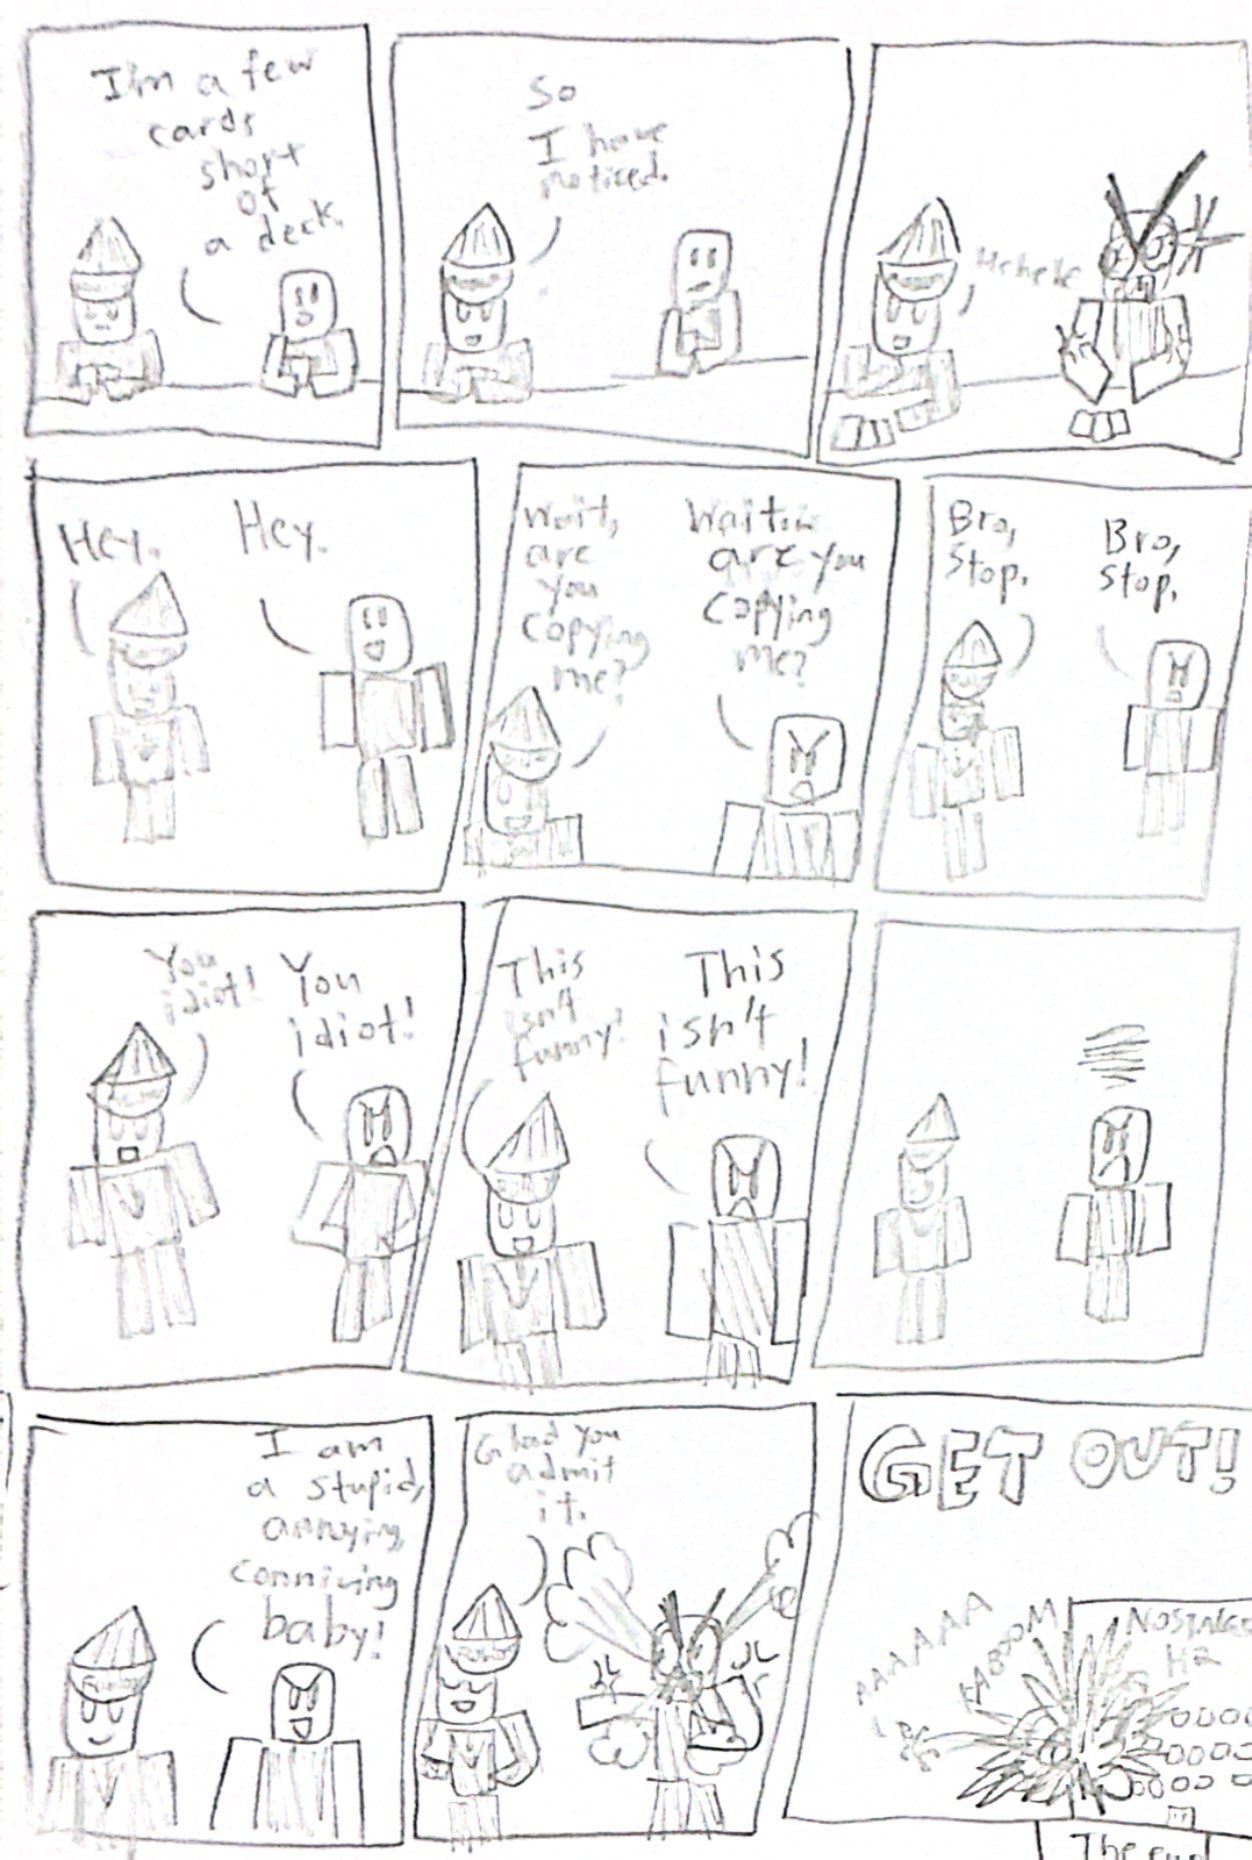 I'm a few
cards
short
of
a deck.
So
I have
noticed.
Hehehe
Hey.
Hey.
Wait,
are
you
copying
me?
Wait...
are you
copying
me?
Bro,
stop.
Bro,
stop.
You
idiot!
You
idiot!
This
isn't
funny!
This
isn't
funny!
I am
a stupid,
annoying,
conniving
baby!
Glad you
admit
it.
GET OUT!
AAAAAAA
KABOOM
HQ
The end